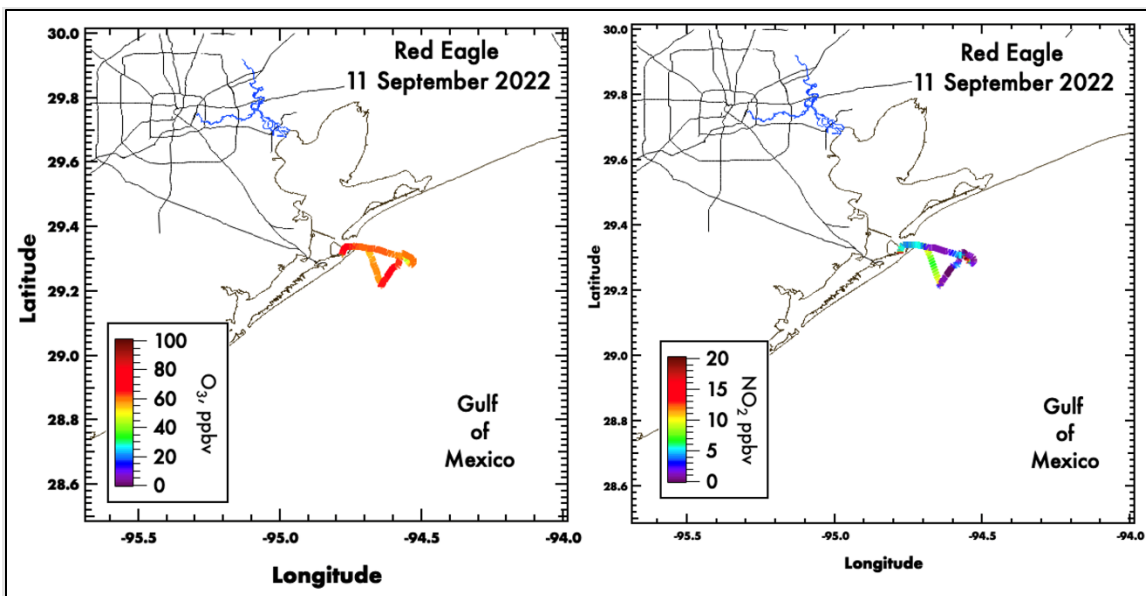 30.0
29.8
29.6
29.4
29.2
29.0
28.8
28.6
Latitude
Red Eagle
11 September 2022
100
80
60
40
20
0
O3, ppbv
Gulf
of
Mexico
-95.5
-95.0
-94.5
-94.0
Longitude
30.0
29.8
29.6
29.4
29.2
29.0
28.8
28.6
Latitude
Red Eagle
11 September 2022
20
15
10
5
0
NO2 ppbv
Gulf
of
Mexico
-95.5
-95.0
-94.5
-94.0
Longitude